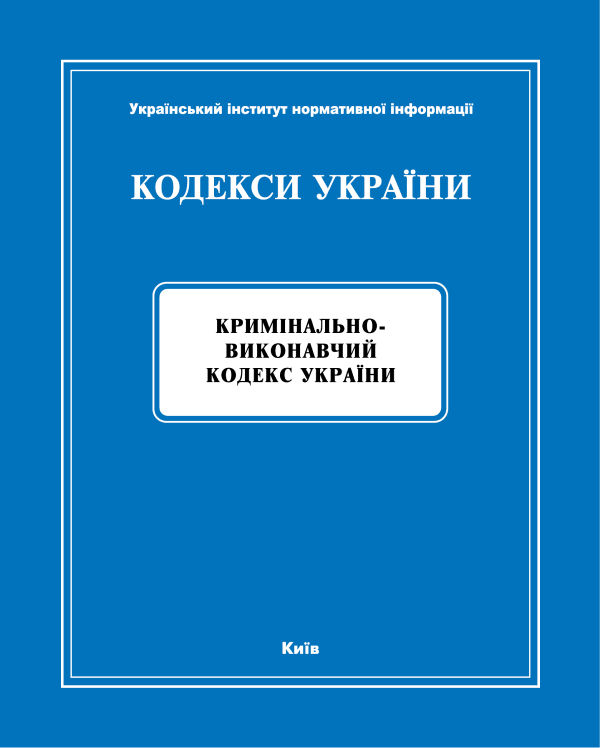 Український інститут нормативної інформації
КОДЕКСИ УКРАЇНИ
КРИМІНАЛЬНО-
ВИКОНАВЧИЙ
КОДЕКС УКРАЇНИ
Київ